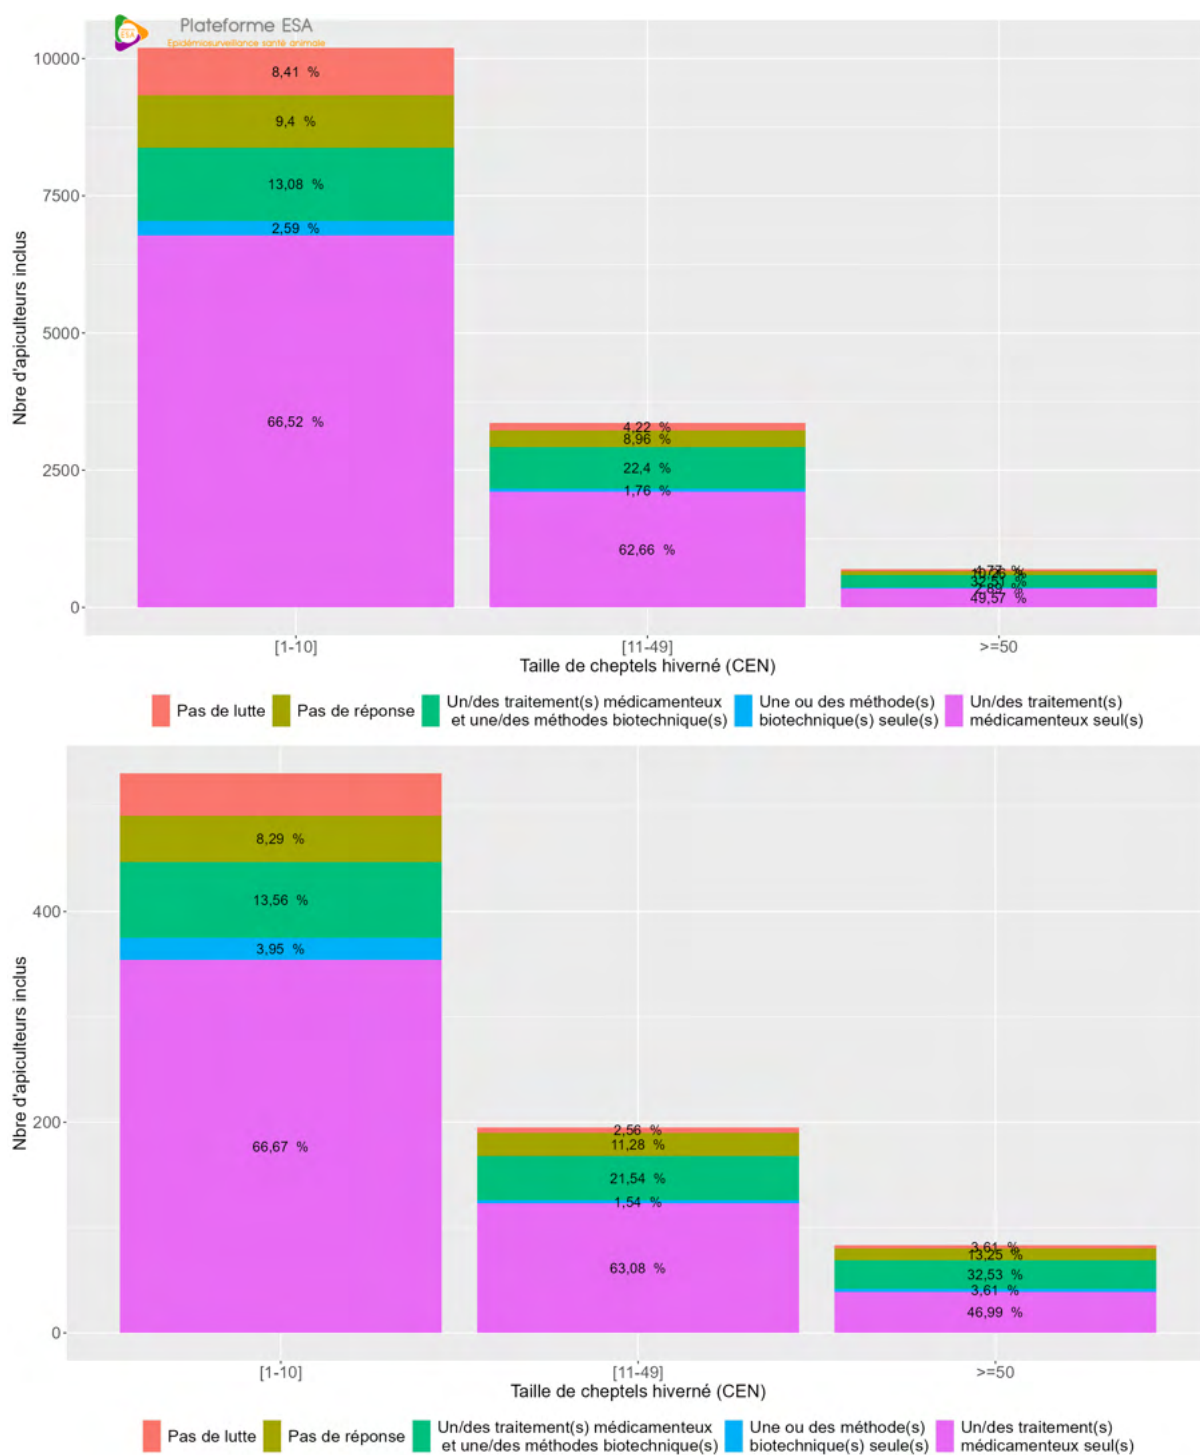 Plateforme ESA
ESA
Epidémiosurveillance santé animale
10000
7500
5000
2500
0
Nbre d'apiculteurs inclus
8,41 %
9,4 %
13,08 %
2,59 %
66,52 %
4,22 %
8,96 %
22,4 %
1,76 %
62,66 %
4,77 %
10,26 %
32,51 %
2,89 %
49,57 %
[1-10]
[11-49]
>=50
Taille de cheptels hiverné (CEN)
Pas de lutte
Pas de réponse
Un/des traitement(s) médicamenteux
et une/des méthodes biotechnique(s)
Une ou des méthode(s)
biotechnique(s) seule(s)
Un/des traitement(s)
médicamenteux seul(s)
400
200
0
Nbre d'apiculteurs inclus
8,29 %
13,56 %
3,95 %
66,67 %
2,56 %
11,28 %
21,54 %
1,54 %
63,08 %
3,61 %
13,25 %
32,53 %
3,61 %
46,99 %
[1-10]
[11-49]
>=50
Taille de cheptels hiverné (CEN)
Pas de lutte
Pas de réponse
Un/des traitement(s) médicamenteux
et une/des méthodes biotechnique(s)
Une ou des méthode(s)
biotechnique(s) seule(s)
Un/des traitement(s)
médicamenteux seul(s)